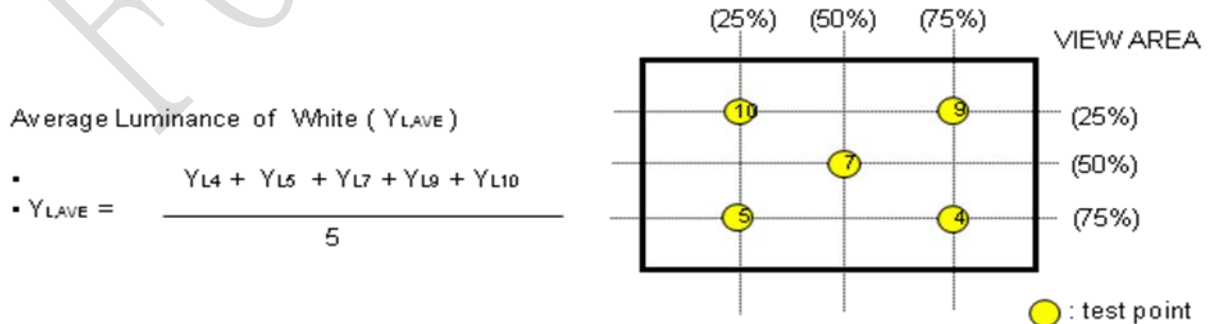 Average Luminance of White ( YLAVE )
▪
YL4 + YL5 + YL7 + YL9 + YL10
▪ YLAVE =
5
(25%) (50%) (75%)
VIEW AREA
10 9 (25%)
7 (50%)
5 4 (75%)
: test point